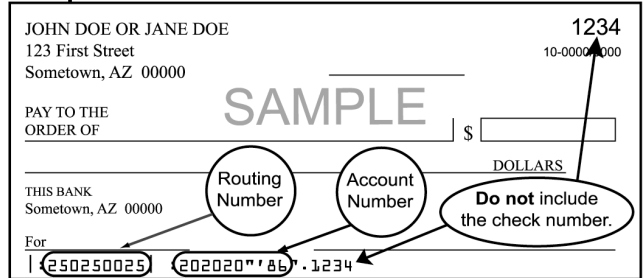 JOHN DOE OR JANE DOE
1234
123 First Street
10-0000/0000
Sometown, AZ 00000
SAMPLE
PAY TO THE
ORDER OF
$
DOLLARS
Routing
Number
Account
Number
Do not include
the check number.
THIS BANK
Sometown, AZ 00000
For
|:250250025|:202020"'86".1234